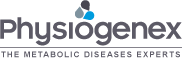 Physiogenex
THE METABOLIC DISEASES EXPERTS